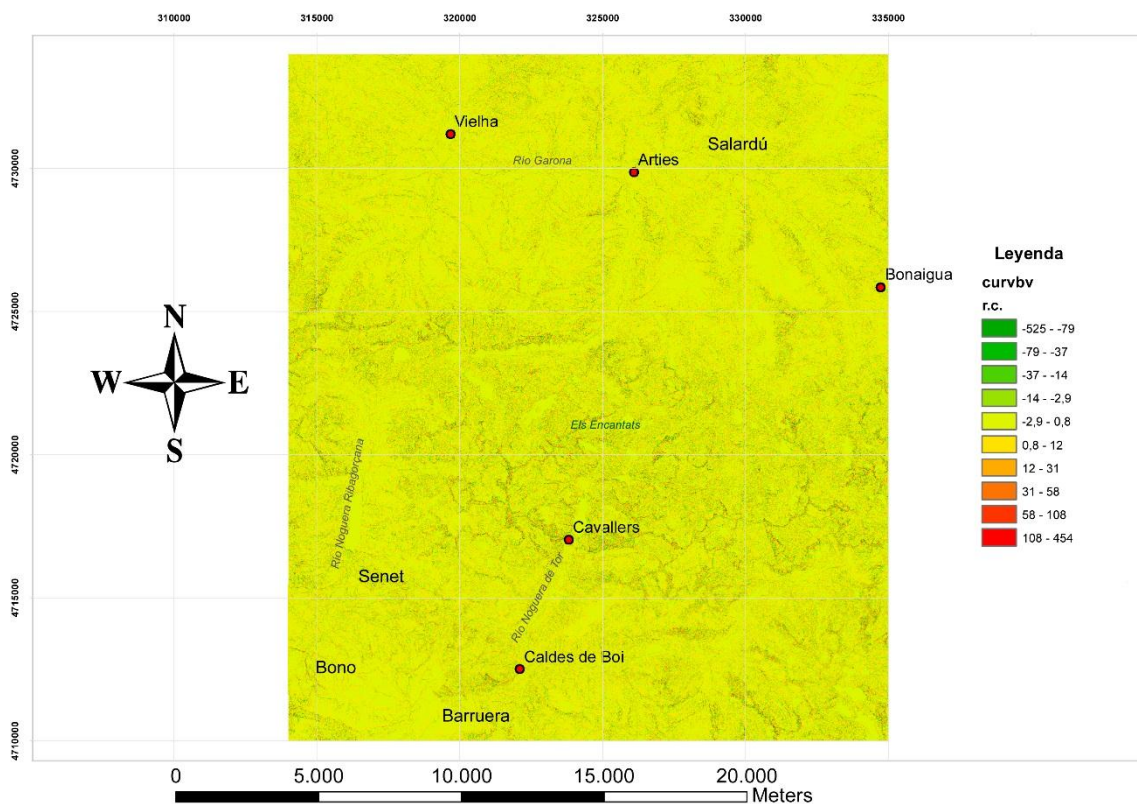 310000 315000 320000 325000 330000 335000
4730000
4725000
4720000
4715000
4710000
Vielha
Río Garona
Salardú
Arties
Bonaigua
N
W E
S
Els Encantats
Río Noguera Ribagorçana
Cavallers
Senet
Río Noguera de Tor
Caldes de Boi
Bono
Barruera
Leyenda
curvbv
r.c.
-525 - -79
-79 - -37
-37 - -14
-14 - -2,9
-2,9 - 0,8
0,8 - 12
12 - 31
31 - 58
58 - 108
108 - 454
0 5.000 10.000 15.000 20.000
Meters